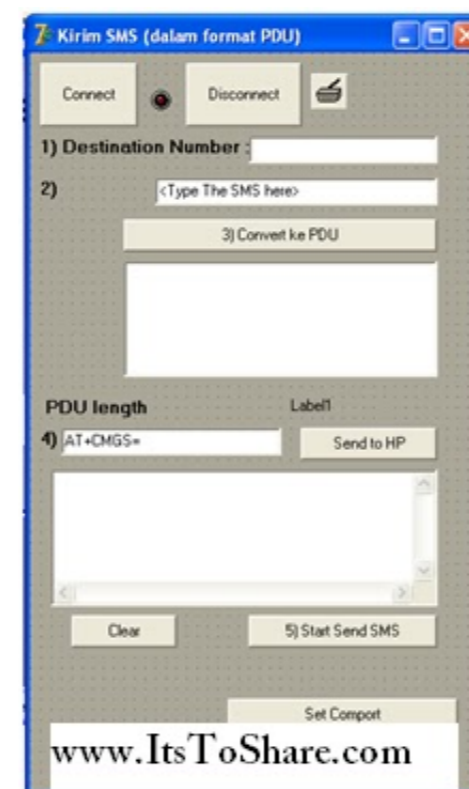 Kirim SMS (dalam format PDU)
Connect
Disconnect
1) Destination Number :
2) <Type The SMS here>
3) Convert ke PDU
PDU length Label1
4) AT+CMGS= Send to HP
Clear 5) Start Send SMS
Set Comport
www.ItsToShare.com